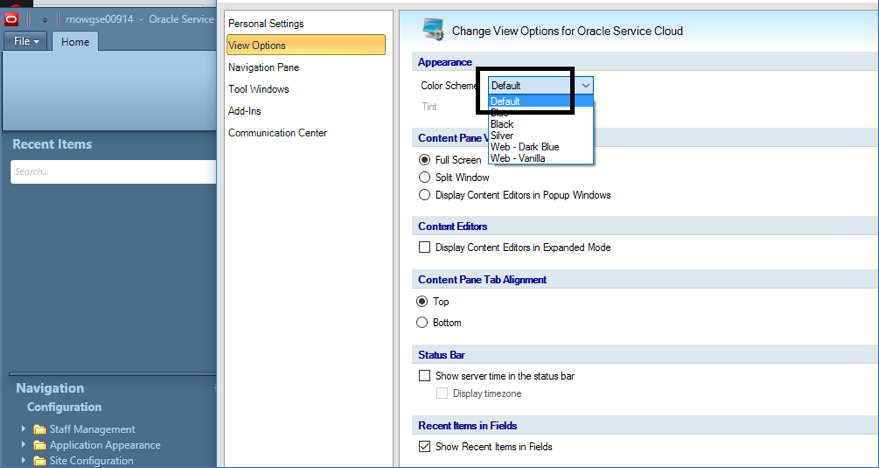 rnowgse00914 - Oracle Service
File
Home
Recent Items
Search...
Navigation
Configuration
Staff Management
Application Appearance
Site Configuration
Personal Settings
View Options
Navigation Pane
Tool Windows
Add-Ins
Communication Center
Change View Options for Oracle Service Cloud
Appearance
Color Scheme
Default
Default
Blue
Black
Silver
Web - Dark Blue
Web - Vanilla
Tint
Content Pane V
Full Screen
Split Window
Display Content Editors in Popup Windows
Content Editors
Display Content Editors in Expanded Mode
Content Pane Tab Alignment
Top
Bottom
Status Bar
Show server time in the status bar
Display timezone
Recent Items in Fields
Show Recent Items in Fields